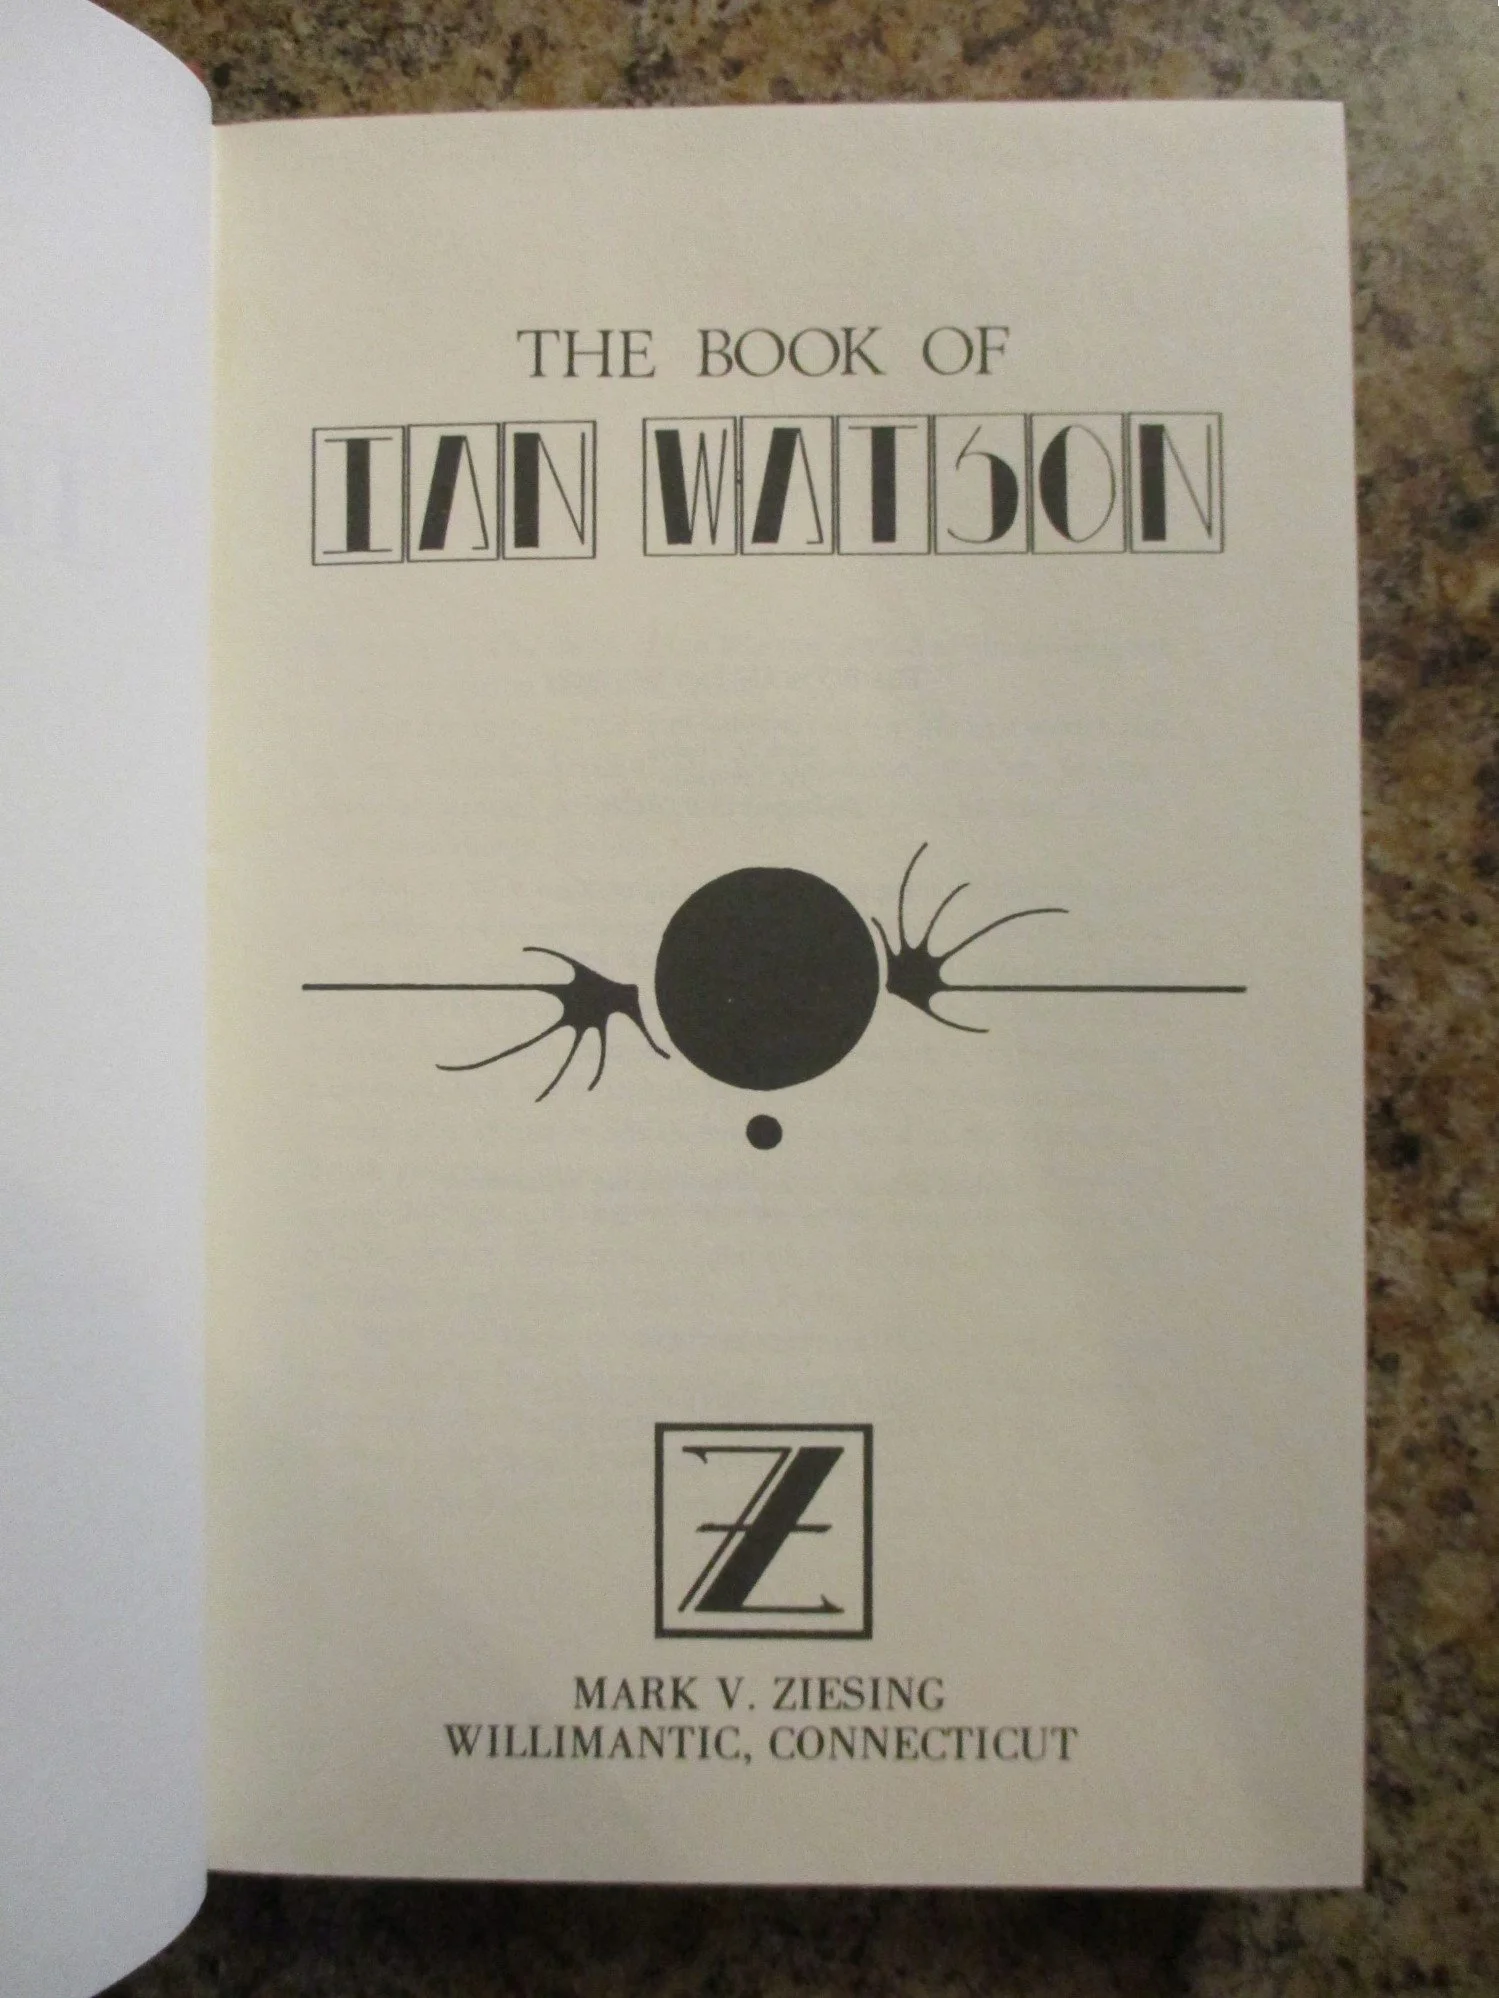 THE BOOK OF
IAN WATSON
Z
MARK V. ZIESING
WILLIMANTIC, CONNECTICUT